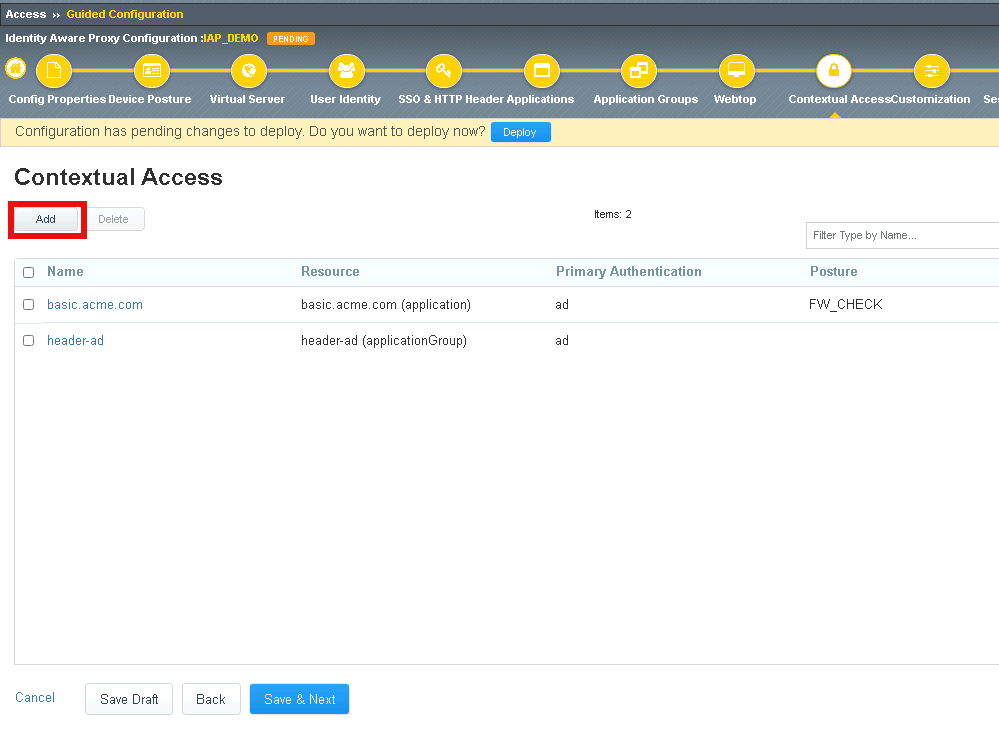 Access ›› Guided Configuration
Identity Aware Proxy Configuration :IAP_DEMO PENDING
Config Properties Device Posture Virtual Server User Identity SSO & HTTP Header Applications Application Groups Webtop Contextual Access Customization
Configuration has pending changes to deploy. Do you want to deploy now? Deploy
Contextual Access
Add Delete Items: 2
Filter Type by Name...
Name Resource Primary Authentication Posture
basic.acme.com basic.acme.com (application) ad FW_CHECK
header-ad header-ad (applicationGroup) ad
Cancel Save Draft Back Save & Next